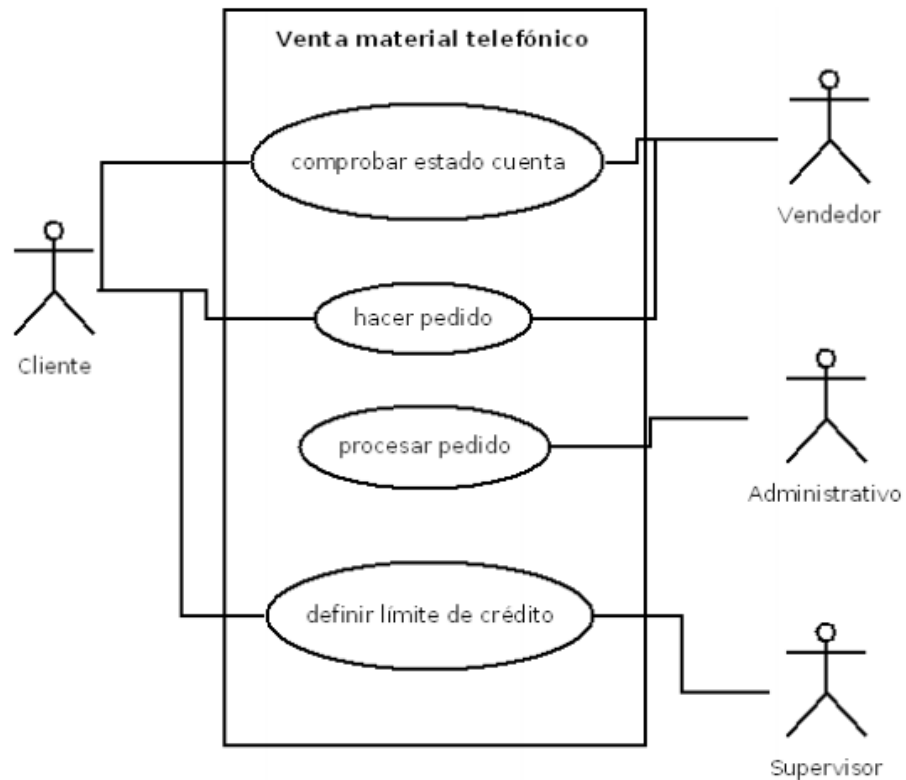 Venta material telefónico
comprobar estado cuenta
Vendedor
hacer pedido
Cliente
procesar pedido
Administrativo
definir límite de crédito
Supervisor